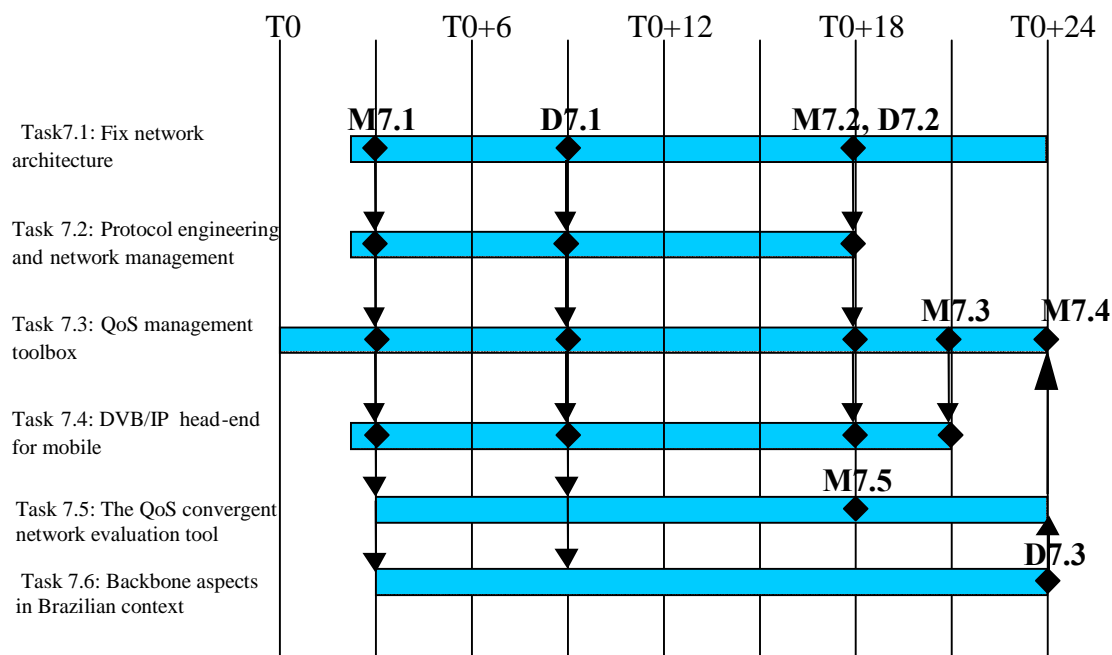 T0 T0+6 T0+12 T0+18 T0+24
M7.1 D7.1 M7.2, D7.2
Task7.1: Fix network
architecture
Task 7.2: Protocol engineering
and network management
M7.3 M7.4
Task 7.3: QoS management
toolbox
Task 7.4: DVB/IP head-end
for mobile
M7.5
Task 7.5: The QoS convergent
network evaluation tool
D7.3
Task 7.6: Backbone aspects
in Brazilian context